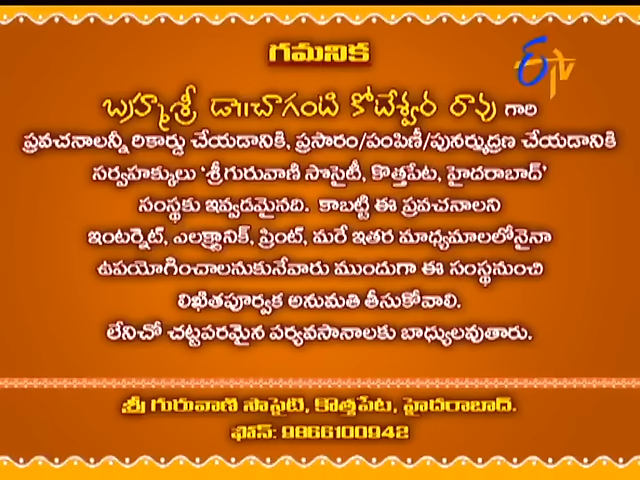 గమనిక
ETV
బ్రహ్మశ్రీ డా॥చాగంటి కోటేశ్వర రావు గారి
ప్రవచనాలన్నీ రికార్డు చేయడానికి, ప్రసారం/పంపిణీ/పునర్ముద్రణ చేయడానికి
సర్వహక్కులు ‘శ్రీగురువాణి సొసైటీ, కొత్తపేట, హైదరాబాద్’
సంస్థకు ఇవ్వడమైనది. కాబట్టి ఈ ప్రవచనాలని
ఇంటర్నెట్, ఎలక్ట్రానిక్, ప్రింట్, మరే ఇతర మాధ్యమాలలోనైనా
ఉపయోగించాలనుకునేవారు ముందుగా ఈ సంస్థనుంచి
లిఖితపూర్వక అనుమతి తీసుకోవాలి.
లేనిచో చట్టపరమైన పర్యవసానాలకు బాధ్యులవుతారు.
శ్రీ గురువాణి సొసైటి, కొత్తపేట, హైదరాబాద్.
ఫోన్: 9866100942